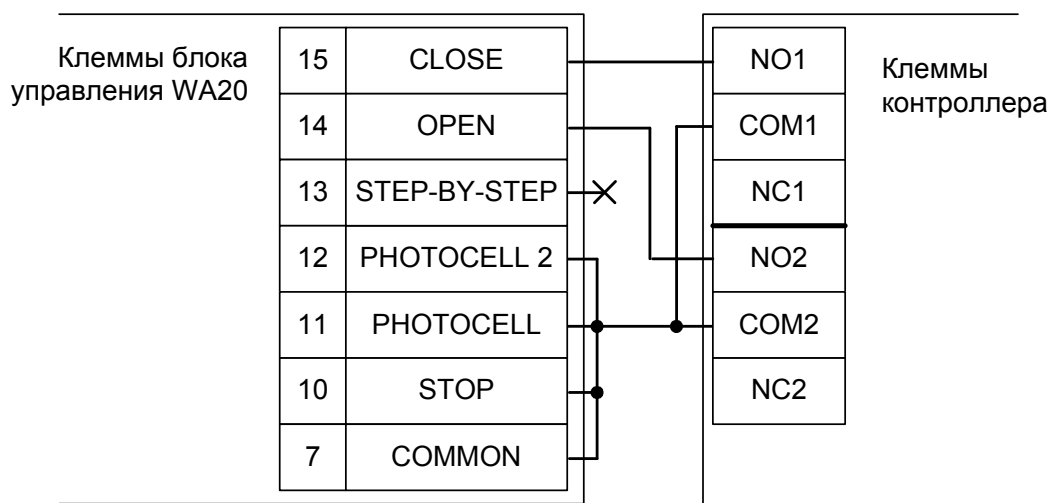 Клеммы блока
управления WA20
15 CLOSE
14 OPEN
13 STEP-BY-STEP
12 PHOTOCELL 2
11 PHOTOCELL
10 STOP
7 COMMON
NO1
COM1
NC1
NO2
COM2
NC2
Клеммы
контроллера